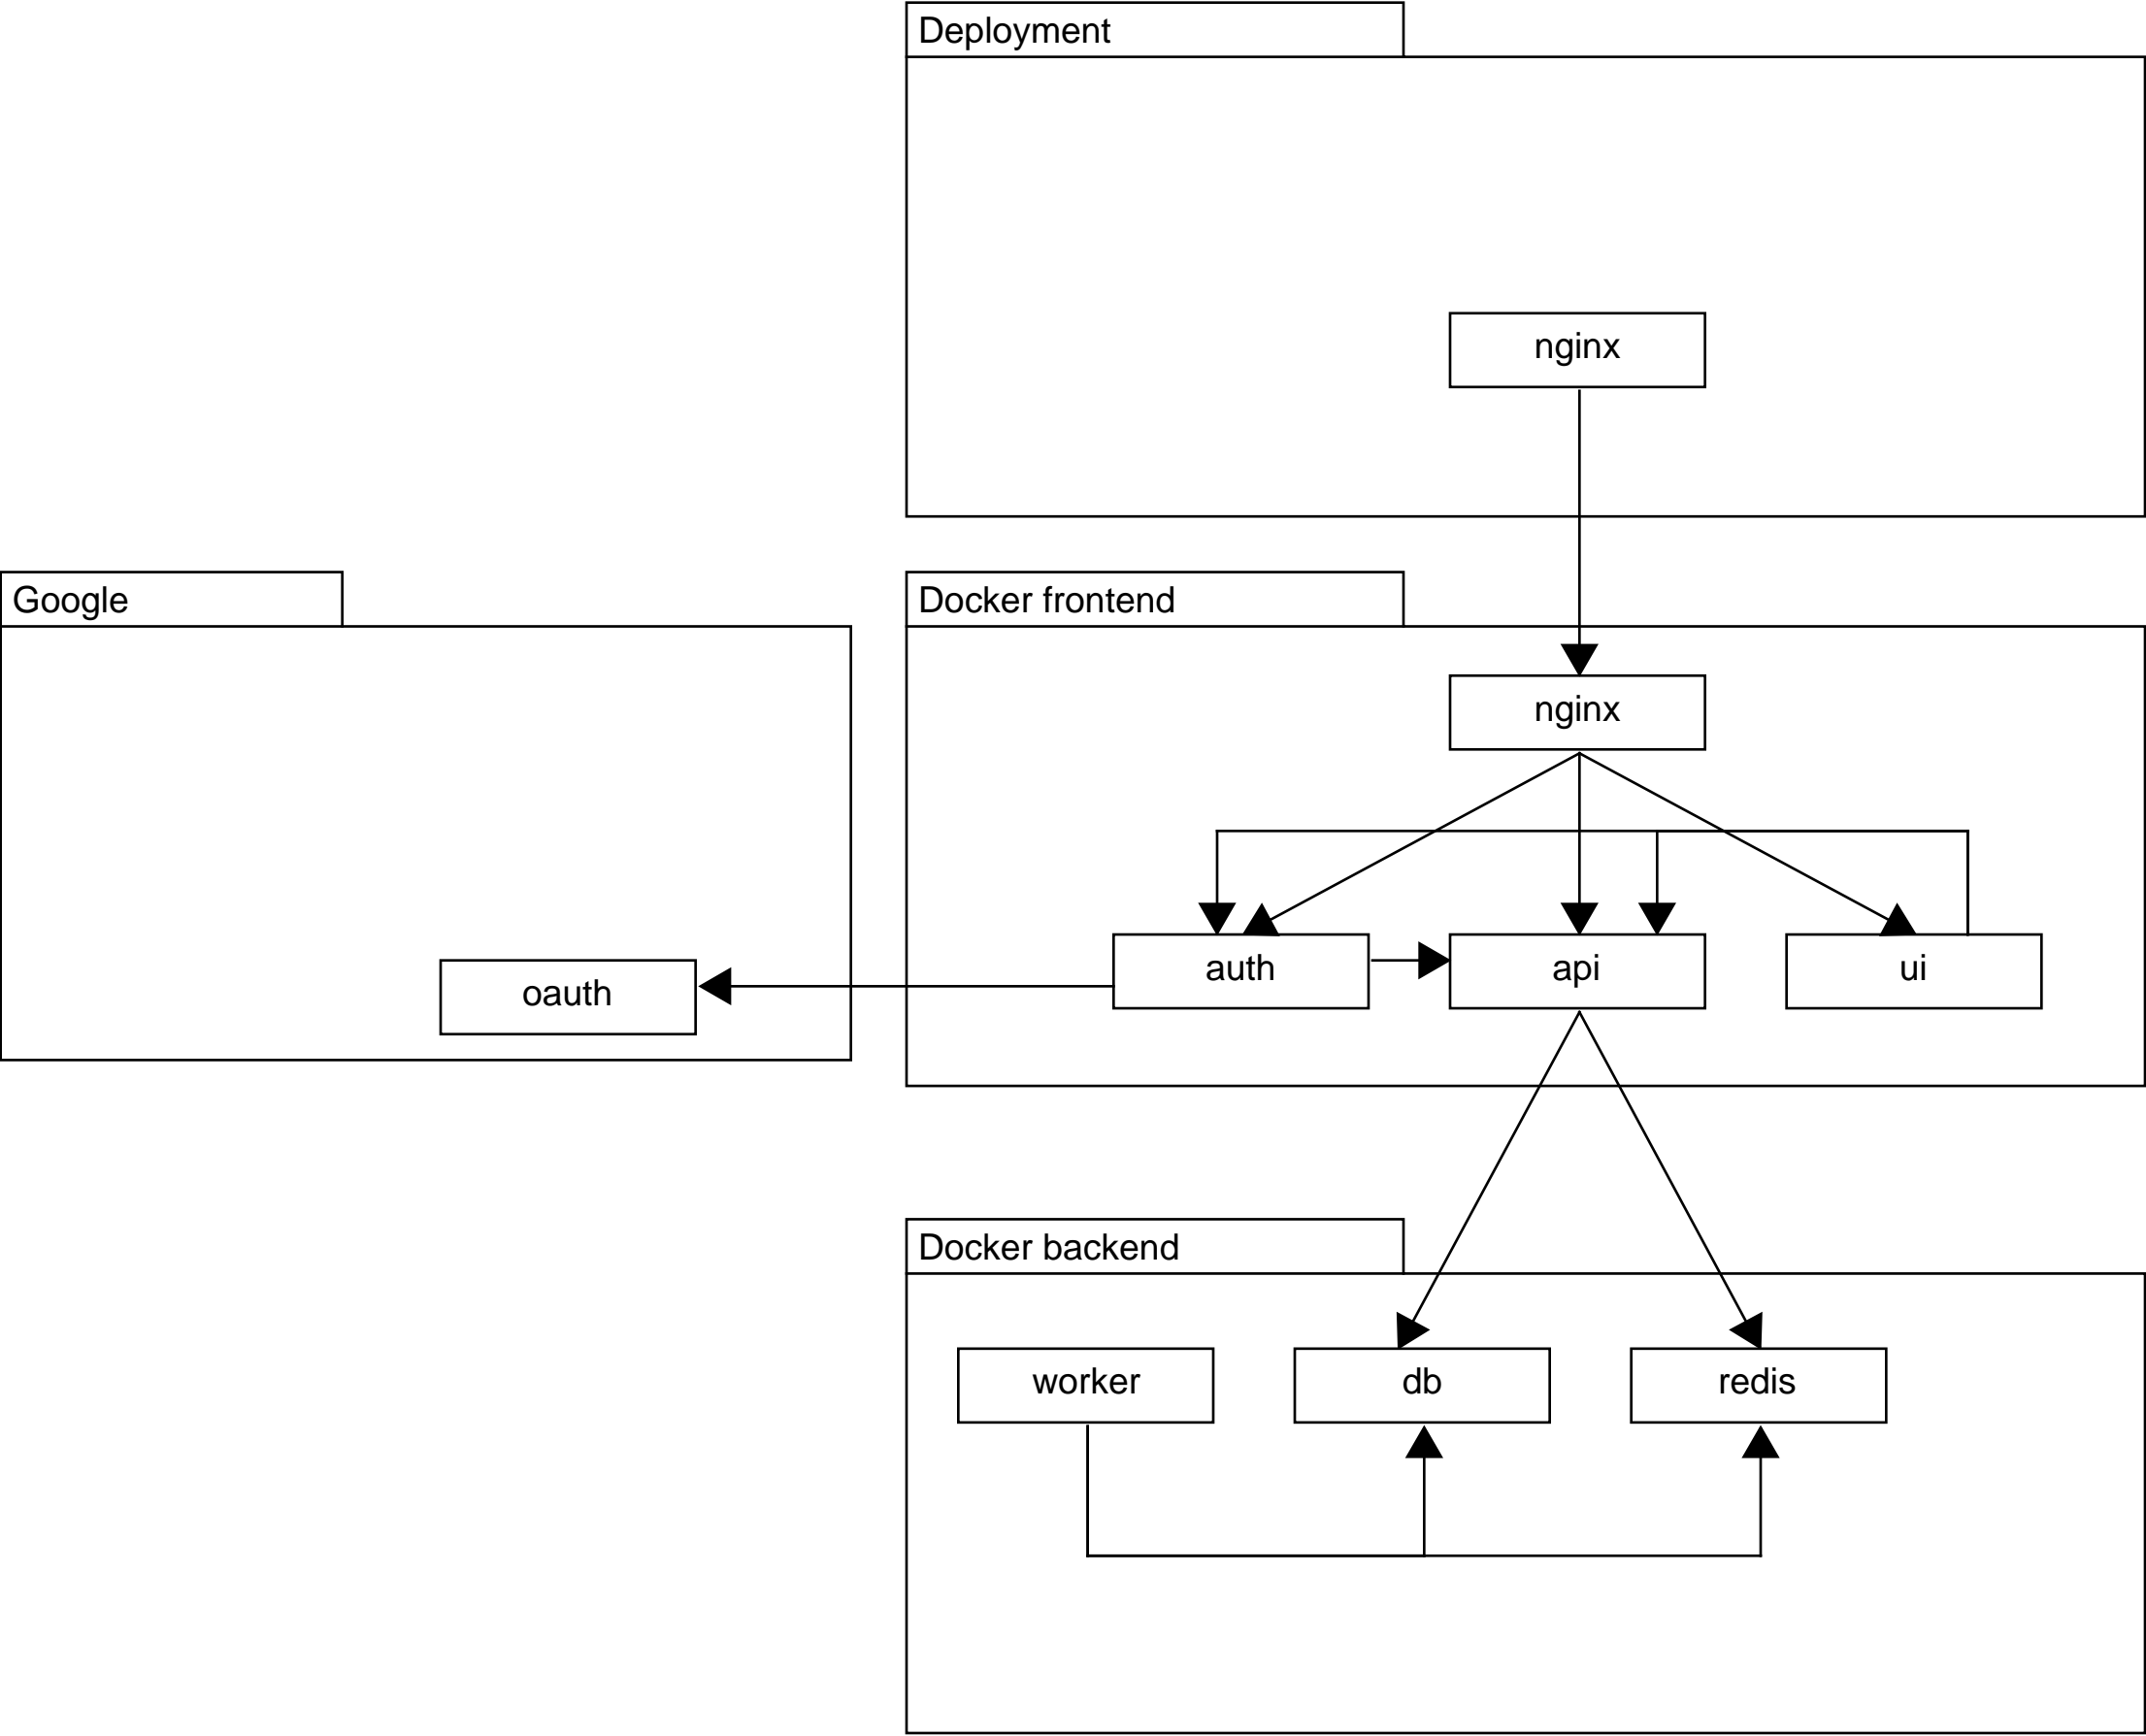 Deployment
nginx
Google
Docker frontend
nginx
auth
api
ui
oauth
Docker backend
worker
db
redis